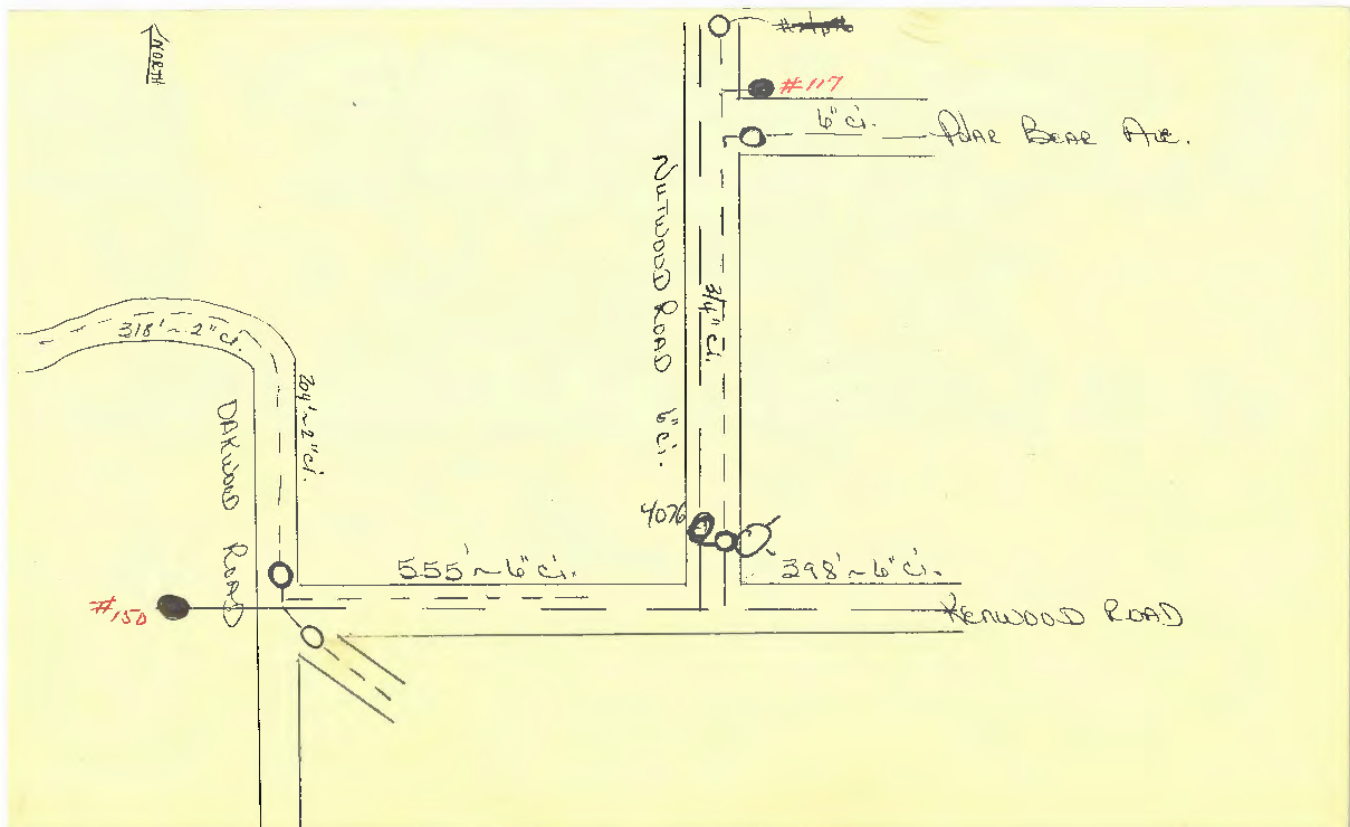 NORTH
#117
6" Ci.
POLAR BEAR AVE.
NUTWOOD ROAD 6" Ci.
3/4" Ci.
318' ~ 2" Ci.
204' ~ 2" Ci.
OAKWOOD ROAD
4076
555' ~ 6" Ci.
398' ~ 6" Ci.
#150
KENWOOD ROAD